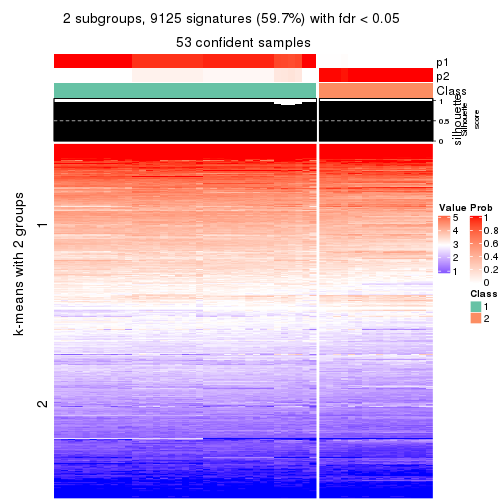 2 subgroups, 9125 signatures (59.7%) with fdr < 0.05
53 confident samples
p1
p2
Class
1
0.5
0
silhouette
Silhouette
score
k-means with 2 groups
1
2
Value
5
4
3
2
1
Prob
1
0.8
0.6
0.4
0.2
0
Class
1
2